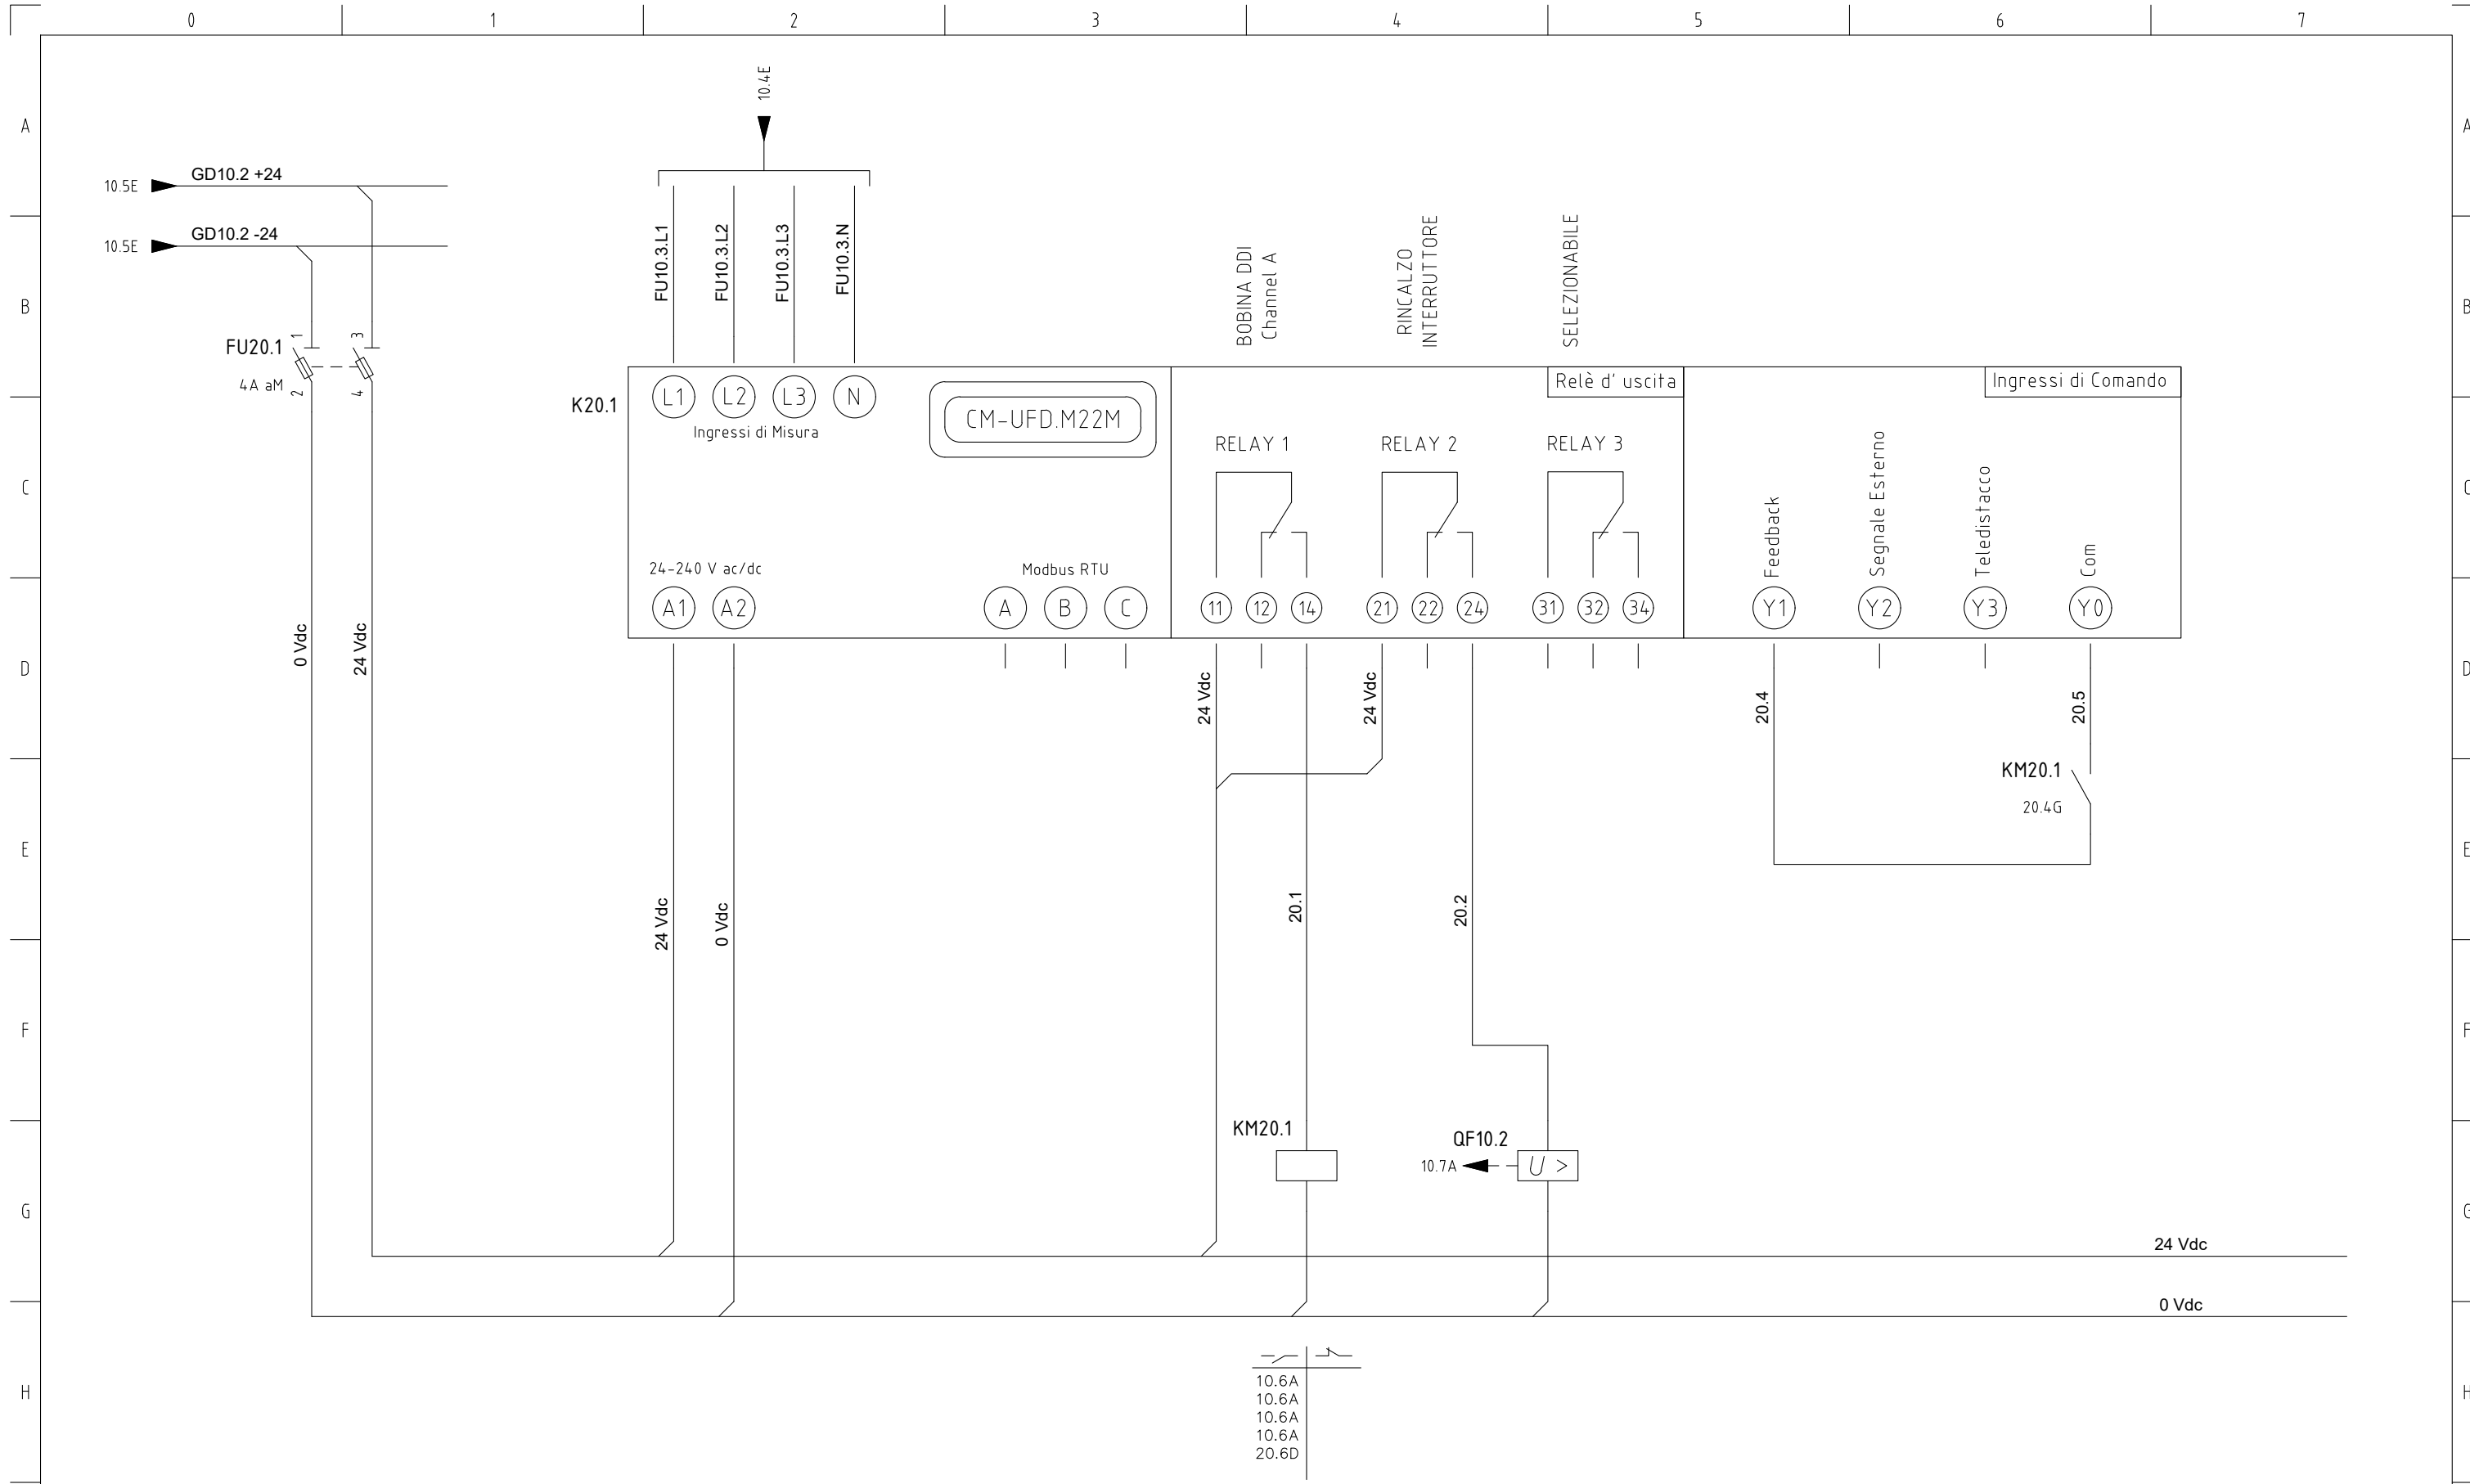 0 1 2 3 4 5 6 7
10.4E
A A
10.5E GD10.2 +24
10.5E GD10.2 -24
FU10.3.L1
FU10.3.L2
FU10.3.L3
FU10.3.N
BOBINA DDI
Channel A
RINCALZO
INTERRUTTORE
SELEZIONABILE
B B
FU20.1
4A aM
1 3
2 4
K20.1
L1 L2 L3 N
Ingressi di Misura
CM-UFD.M22M
Relè d' uscita
Ingressi di Comando
RELAY 1 RELAY 2 RELAY 3
C C
Feedback
Segnale Esterno
Teledistacco
Com
24-240 V ac/dc
Modbus RTU
A1 A2 A B C 11 12 14 21 22 24 31 32 34 Y1 Y2 Y3 Y0
0 Vdc
24 Vdc
D D
24 Vdc
24 Vdc
20.4
20.5
KM20.1
20.4G
E E
24 Vdc
0 Vdc
20.1
20.2
F F
KM20.1
QF10.2
10.7A
U >
G G
24 Vdc
0 Vdc
H H
10.6A
10.6A
10.6A
10.6A
20.6D